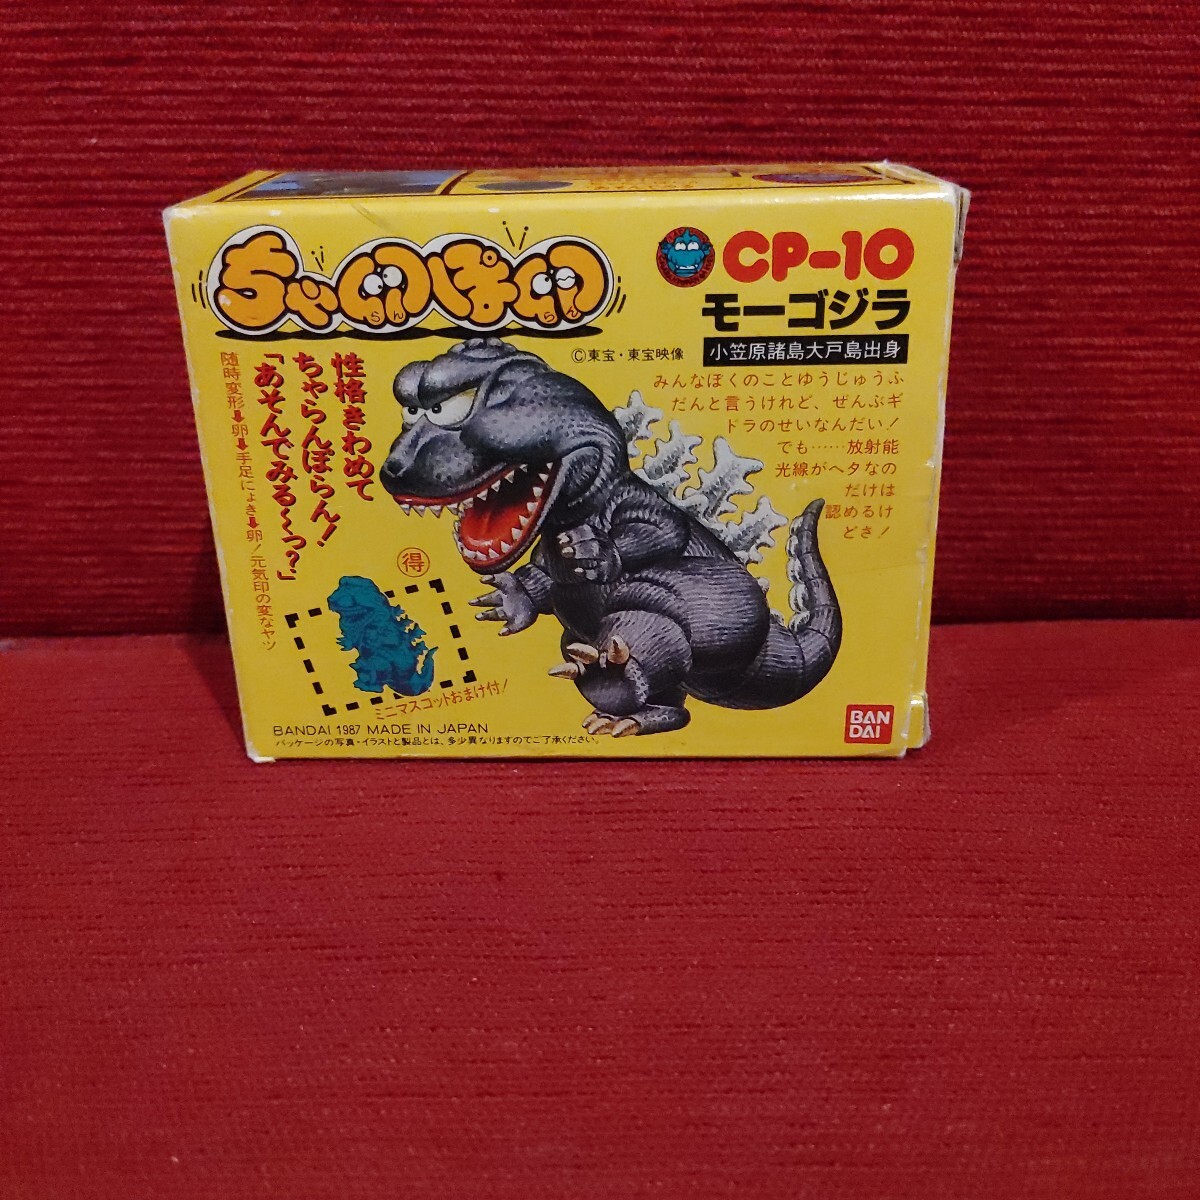 ちゃらんぽらん
らん
らん
CP-10
モーゴジラ
小笠原諸島大戸島出身
©東宝・東宝映像
みんなぼくのことゆうじゅうふ
だんと言うけれど、ぜんぶギ
ドラのせいなんだい!
でも……放射能
光線がヘタなの
だけは
認めるけ
どさ!
性格きわめて
ちゃらんぽらん!
「あそんでみる〜っ?」
随時変形➡卵➡手足にょき➡卵!元気印の変なヤツ
得
ミニマスコットおまけ付!
BANDAI 1987 MADE IN JAPAN
パッケージの写真・イラストと製品とは、多少異なりますのでご了承ください。
BAN
DAI